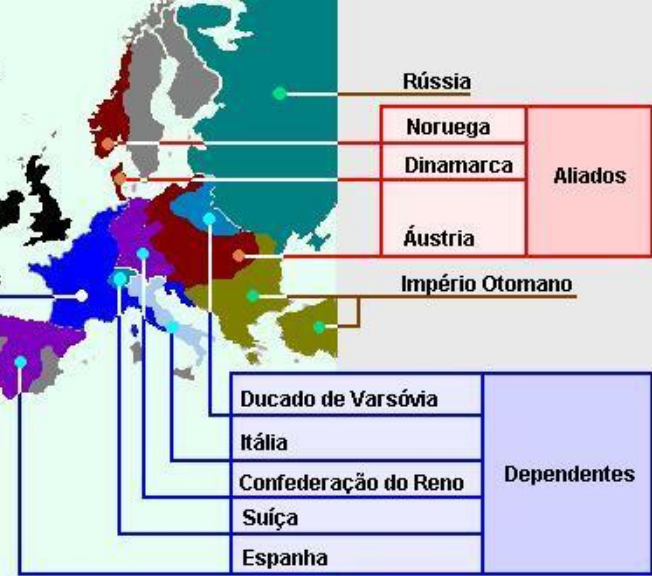 Rússia
Noruega
Dinamarca
Aliados
Áustria
Império Otomano
Ducado de Varsóvia
Itália
Confederação do Reno
Dependentes
Suíça
Espanha